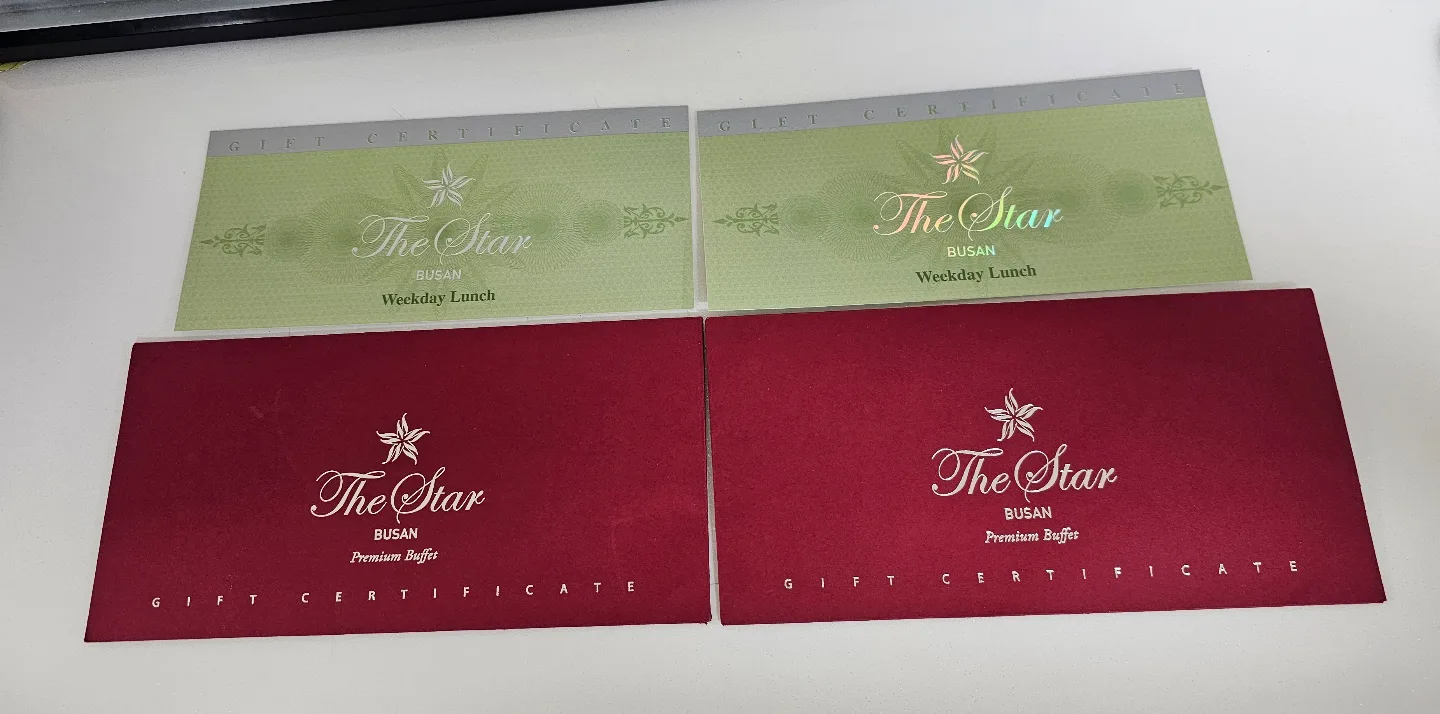 GIFT CERTIFICATE
The Star
BUSAN
Weekday Lunch
GIFT CERTIFICATE
The Star
BUSAN
Weekday Lunch
The Star
BUSAN
Premium Buffet
GIFT CERTIFICATE
The Star
BUSAN
Premium Buffet
GIFT CERTIFICATE